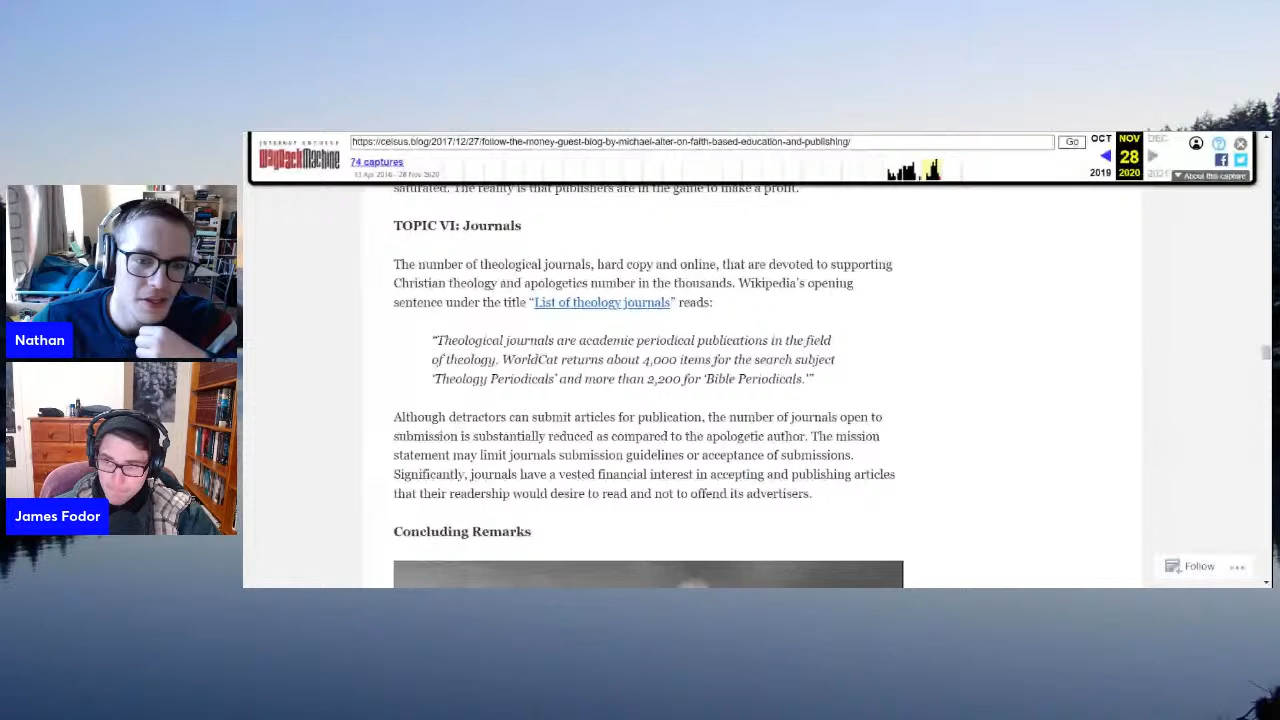 INTERNET ARCHIVE
WayBackMachine
https://celsus.blog/2017/12/27/follow-the-money-guest-blog-by-michael-alter-on-faith-based-education-and-publishing/
Go
OCT
NOV
DEC
74 captures
28
13 Apr 2016 - 28 Nov 2020
2019
2020
About this capture
saturated. The reality is that publishers are in the game to make a profit.
TOPIC VI: Journals
The number of theological journals, hard copy and online, that are devoted to supporting
Christian theology and apologetics number in the thousands. Wikipedia's opening
sentence under the title “List of theology journals” reads:
“Theological journals are academic periodical publications in the field
of theology. WorldCat returns about 4,000 items for the search subject
‘Theology Periodicals’ and more than 2,200 for ‘Bible Periodicals.’”
Although detractors can submit articles for publication, the number of journals open to
submission is substantially reduced as compared to the apologetic author. The mission
statement may limit journals submission guidelines or acceptance of submissions.
Significantly, journals have a vested financial interest in accepting and publishing articles
that their readership would desire to read and not to offend its advertisers.
Concluding Remarks
Follow
Nathan
James Fodor